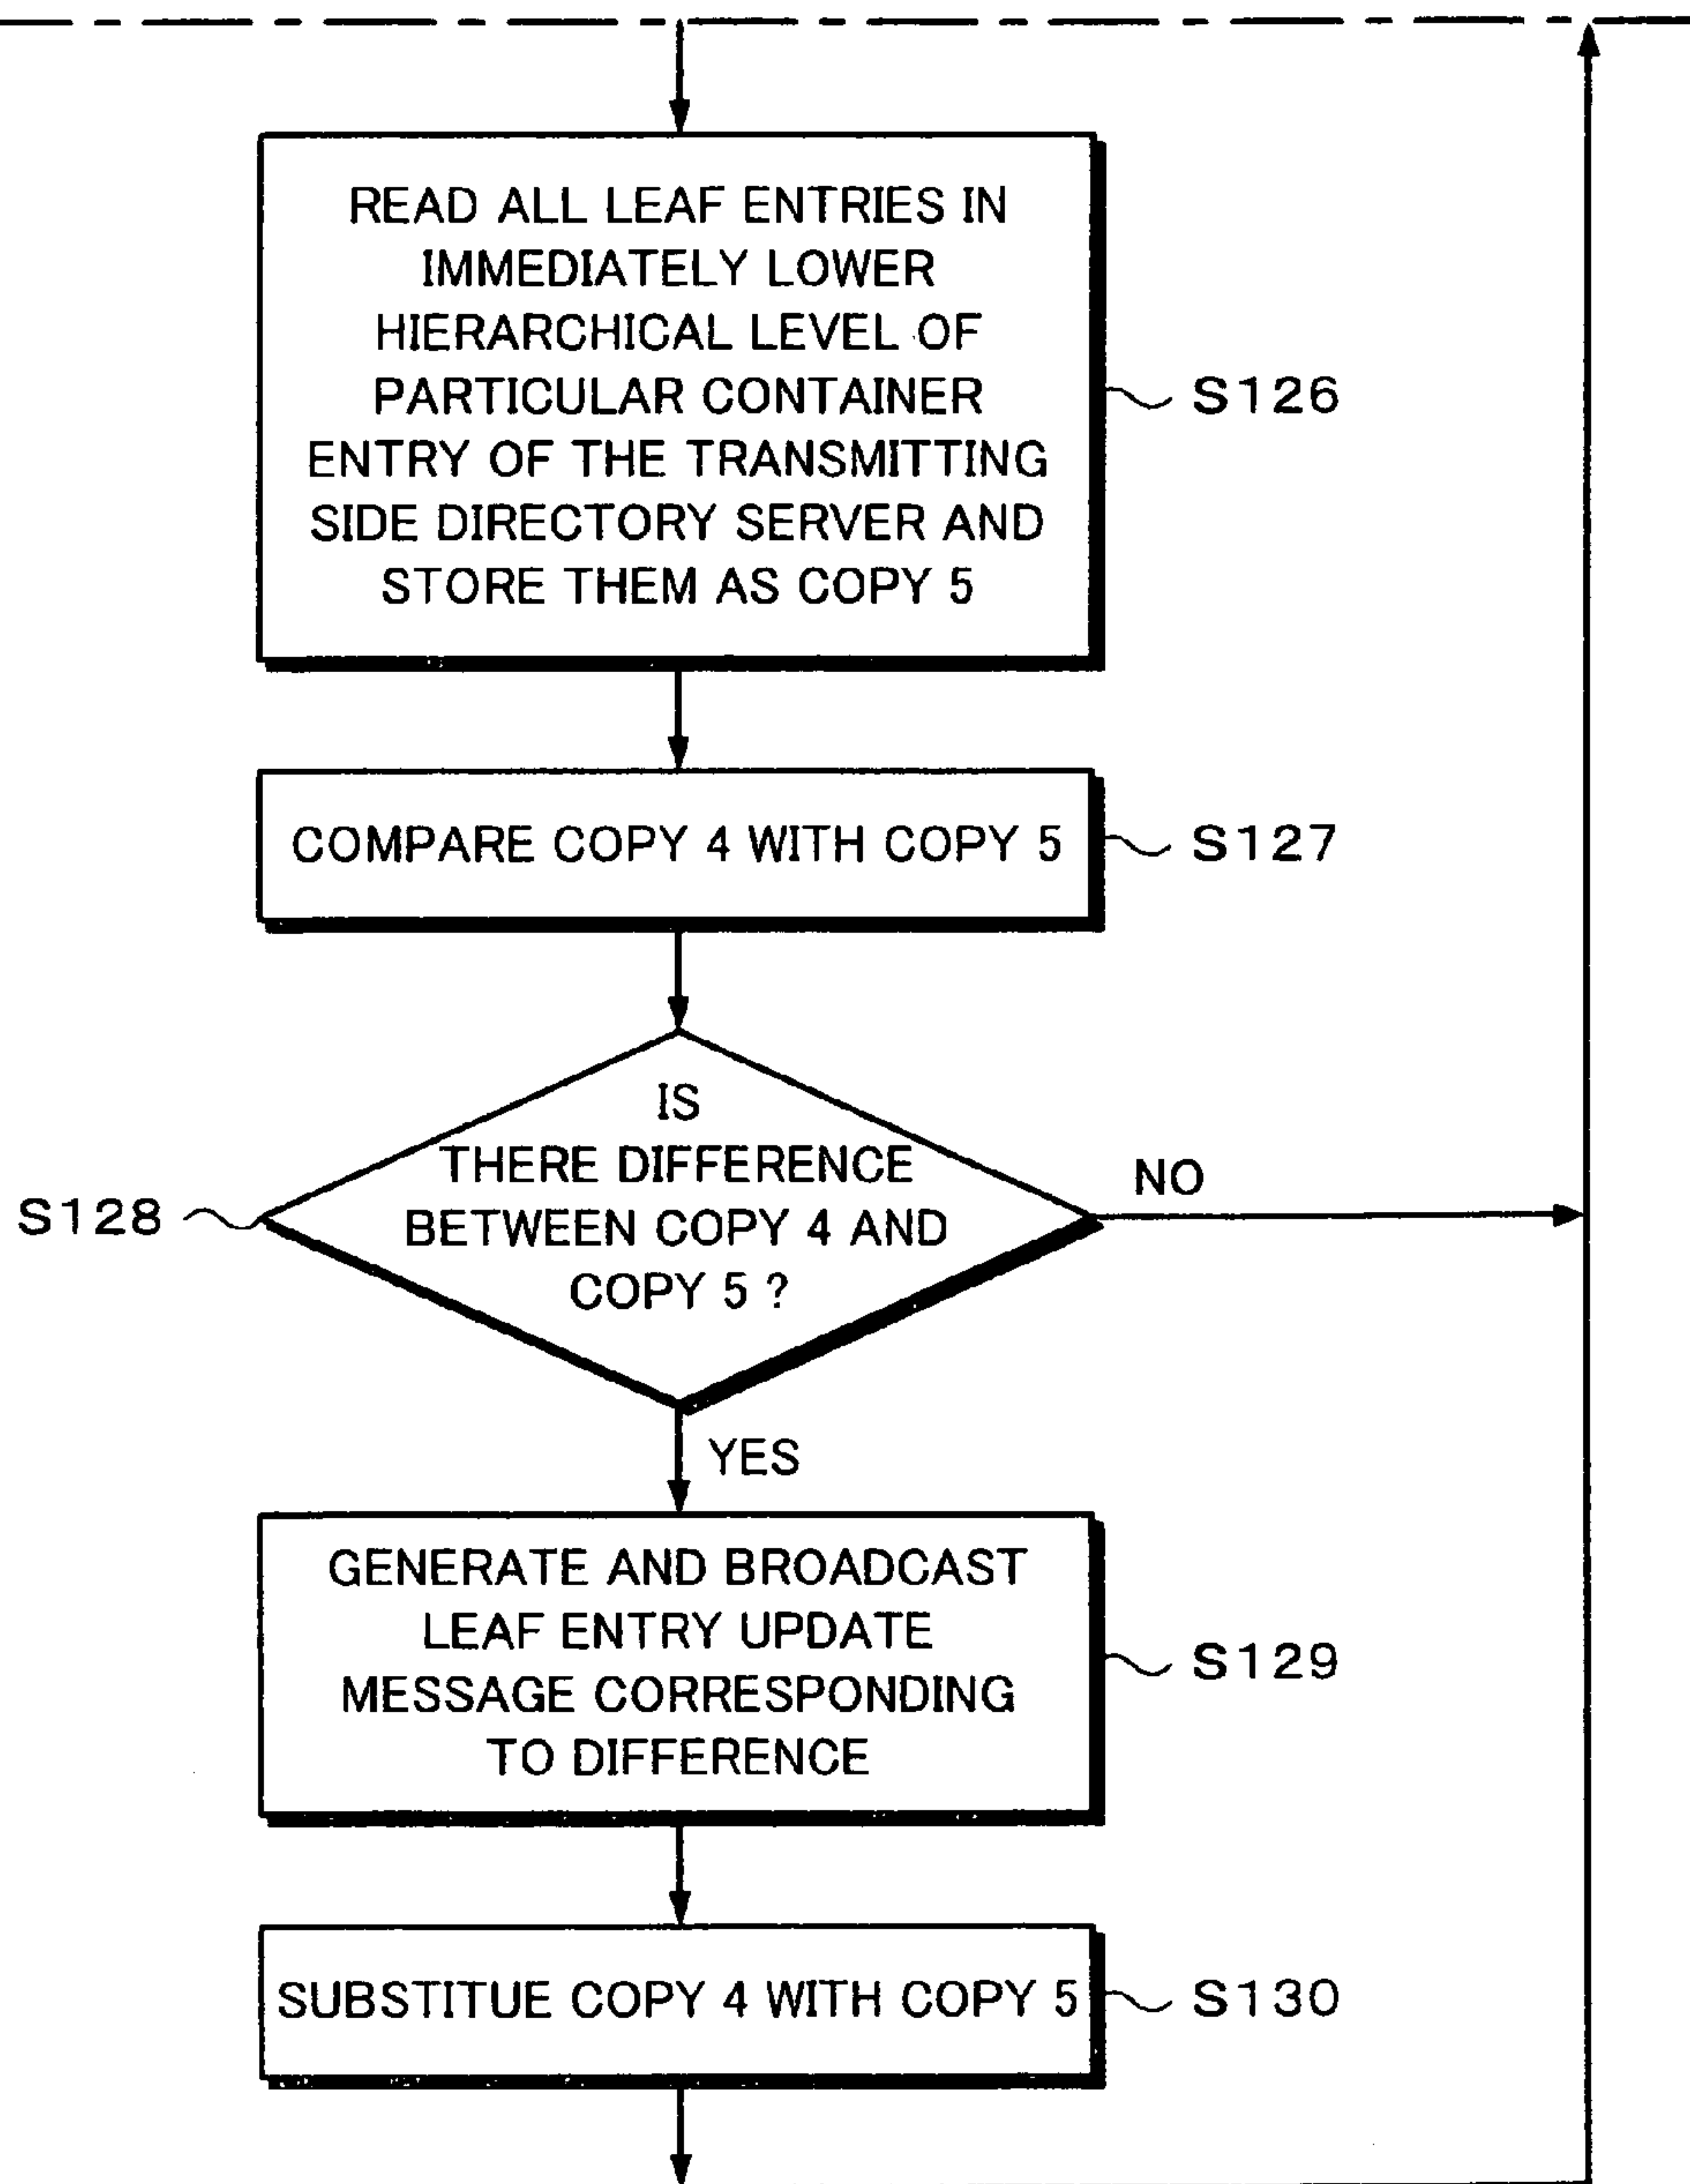 READ ALL LEAF ENTRIES IN
IMMEDIATELY LOWER
HIERARCHICAL LEVEL OF
PARTICULAR CONTAINER
ENTRY OF THE TRANSMITTING
SIDE DIRECTORY SERVER AND
STORE THEM AS COPY 5
S126
COMPARE COPY 4 WITH COPY 5
S127
IS
THERE DIFFERENCE
BETWEEN COPY 4 AND
COPY 5 ?
S128
NO
YES
GENERATE AND BROADCAST
LEAF ENTRY UPDATE
MESSAGE CORRESPONDING
TO DIFFERENCE
S129
SUBSTITUE COPY 4 WITH COPY 5
S130